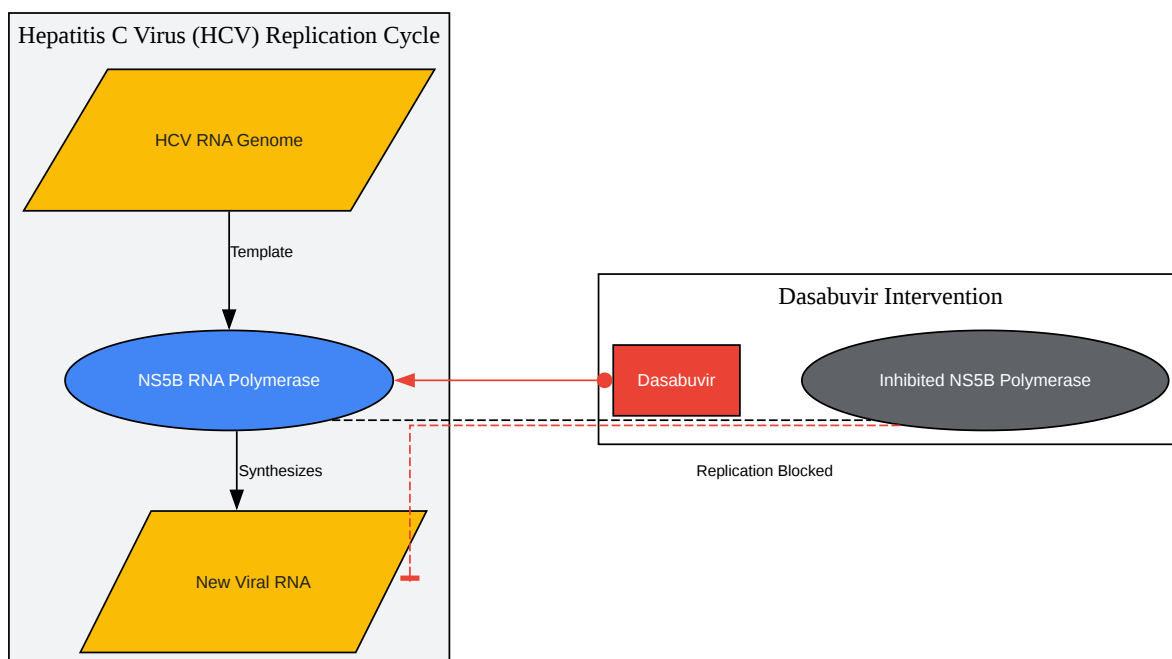 Hepatitis C Virus (HCV) Replication Cycle
HCV RNA Genome
Template
NS5B RNA Polymerase
Synthesizes
New Viral RNA
Dasabuvir Intervention
Dasabuvir
Inhibited NS5B Polymerase
Replication Blocked